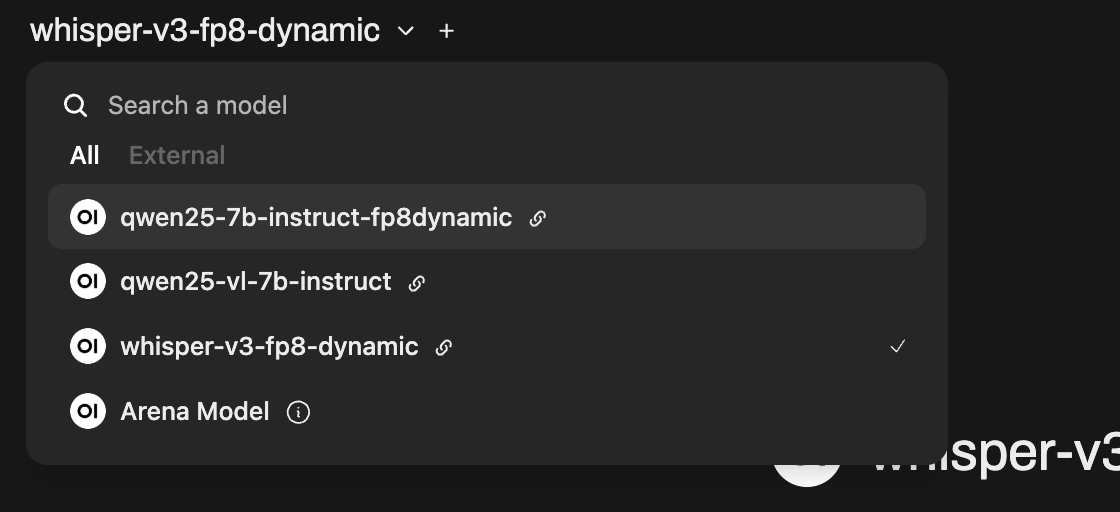 whisper-v3-fp8-dynamic
Search a model
All External
OI qwen25-7b-instruct-fp8dynamic
OI qwen25-vl-7b-instruct
OI whisper-v3-fp8-dynamic
OI Arena Model
whisper-v3